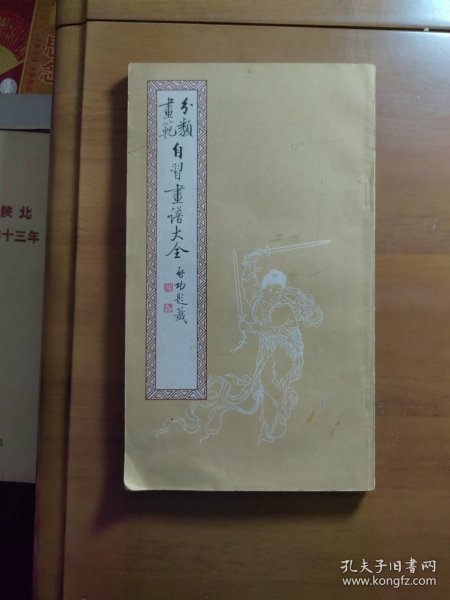 分類
畫範
自習畫譜大全
啓功題籤
陕北
十三年
孔夫子旧书网
www.kongfz.com